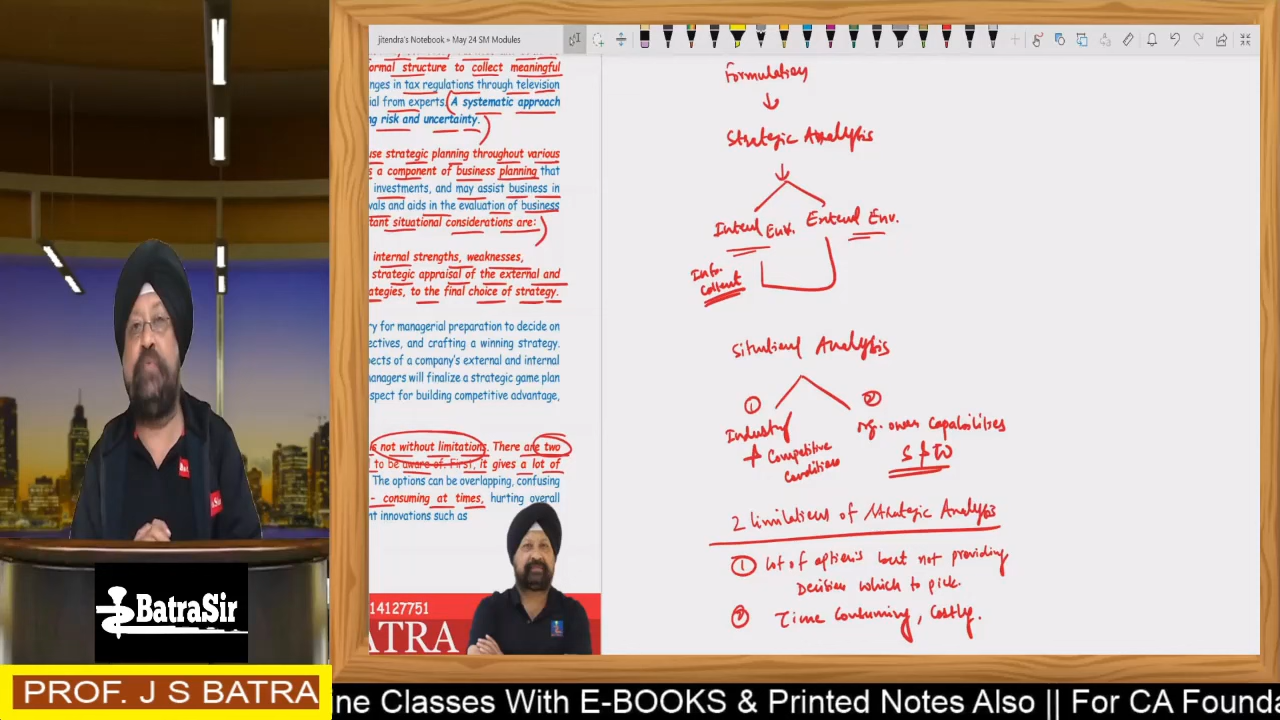 jitendra's Notebook » May 24 SM Modules
ormal structure to collect meaningful
nges in tax regulations through television
ial from experts. (A systematic approach
ng risk and uncertainty.)
use strategic planning throughout various
s a component of business planning that
investments, and may assist business in
vals and aids in the evaluation of business
tant situational considerations are:
internal strengths, weaknesses,
strategic appraisal of the external and
ategies, to the final choice of strategy.
ry for managerial preparation to decide on
ectives, and crafting a winning strategy.
pects of a company's external and internal
managers will finalize a strategic game plan
spect for building competitive advantage,
s not without limitations. There are two
to be aware of. First, it gives a lot of
The options can be overlapping, confusing
- consuming at times, hurting overall
nt innovations such as
14127751
ATRA
Strategic Analysis
Env.
Env.
Info.
Analysis
1
2
Industry
+ Competitive
Conditions
org. own Capabilities
S & W
2 limitations of Strategic Analysis
1 lot of options but not providing
Decision which to pick.
2 Time Consuming, Costly.
BatraSir
PROF. J S BATRA
ine Classes With E-BOOKS & Printed Notes Also || For CA Founda